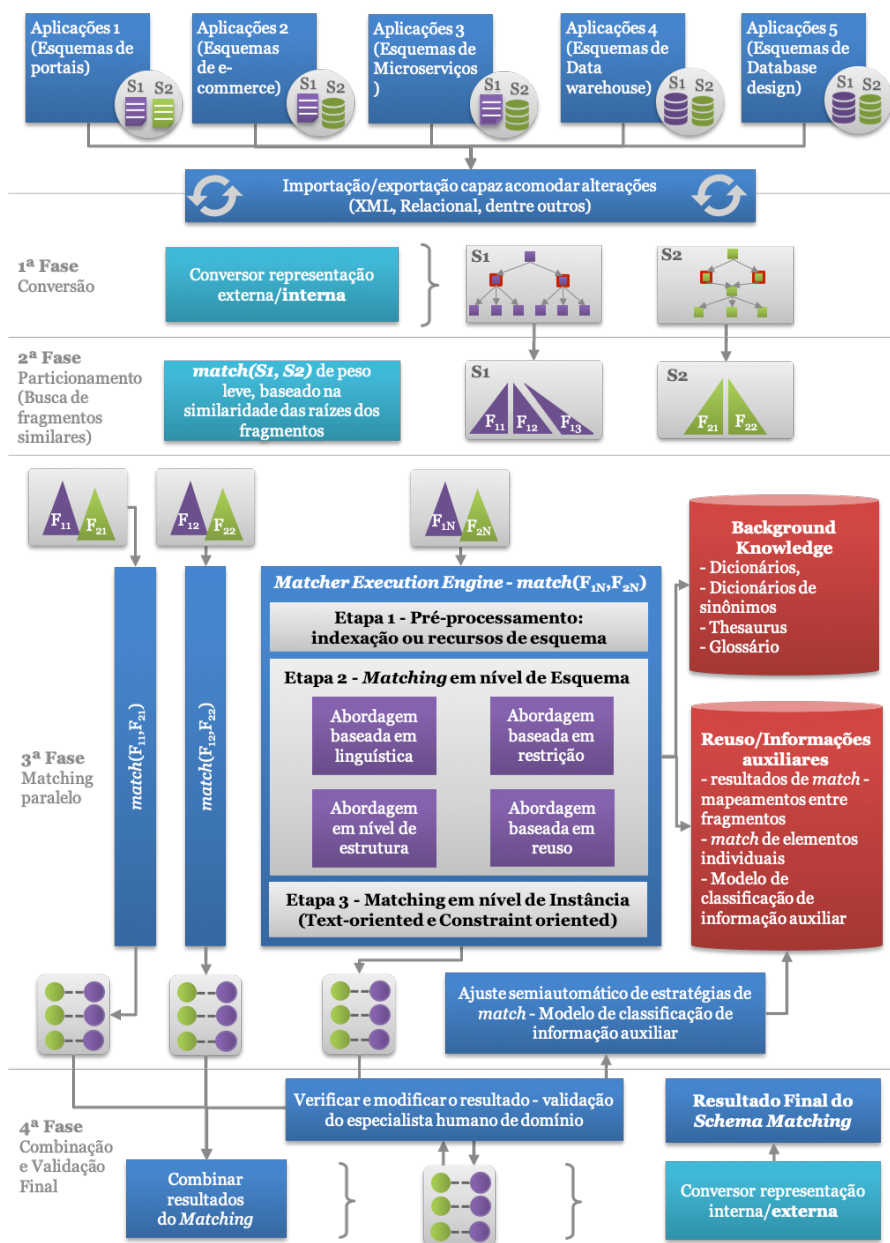 Aplicações 1
(Esquemas de
portais)
S1
S2
Aplicações 2
(Esquemas
de e-
commerce)
S1
S2
Aplicações 3
(Esquemas de
Microserviços
)
S1
S2
Aplicações 4
(Esquemas de
Data
warehouse)
S1
S2
Aplicações 5
(Esquemas de
Database
design)
S1
S2
Importação/exportação capaz acomodar alterações
(XML, Relacional, dentre outros)
1ª Fase
Conversão
Conversor representação
externa/interna
S1
S2
2ª Fase
Particionamento
(Busca de
fragmentos
similares)
match(S1, S2) de peso
leve, baseado na
similaridade das raízes dos
fragmentos
S1
F11
F12
F13
S2
F21
F22
F11
F21
F12
F22
F1N
F2N
3ª Fase
Matching
paralelo
match(F11,F21)
match(F12,F22)
Matcher Execution Engine - match(F1N,F2N)
Etapa 1 - Pré-processamento:
indexação ou recursos de esquema
Etapa 2 - Matching em nível de Esquema
Abordagem
baseada em
linguística
Abordagem
baseada em
restrição
Abordagem
em nível de
estrutura
Abordagem
baseada em
reuso
Etapa 3 - Matching em nível de Instância
(Text-oriented e Constraint oriented)
Background
Knowledge
- Dicionários,
- Dicionários de
sinônimos
- Thesaurus
- Glossário
Reuso/Informações
auxiliares
- resultados de match -
mapeamentos entre
fragmentos
- match de elementos
individuais
- Modelo de
classificação de
informação auxiliar
Ajuste semiautomático de estratégias de
match - Modelo de classificação de
informação auxiliar
4ª Fase
Combinação
e Validação
Final
Verificar e modificar o resultado - validação
do especialista humano de domínio
Combinar
resultados
do Matching
Resultado Final do
Schema Matching
Conversor representação
interna/externa